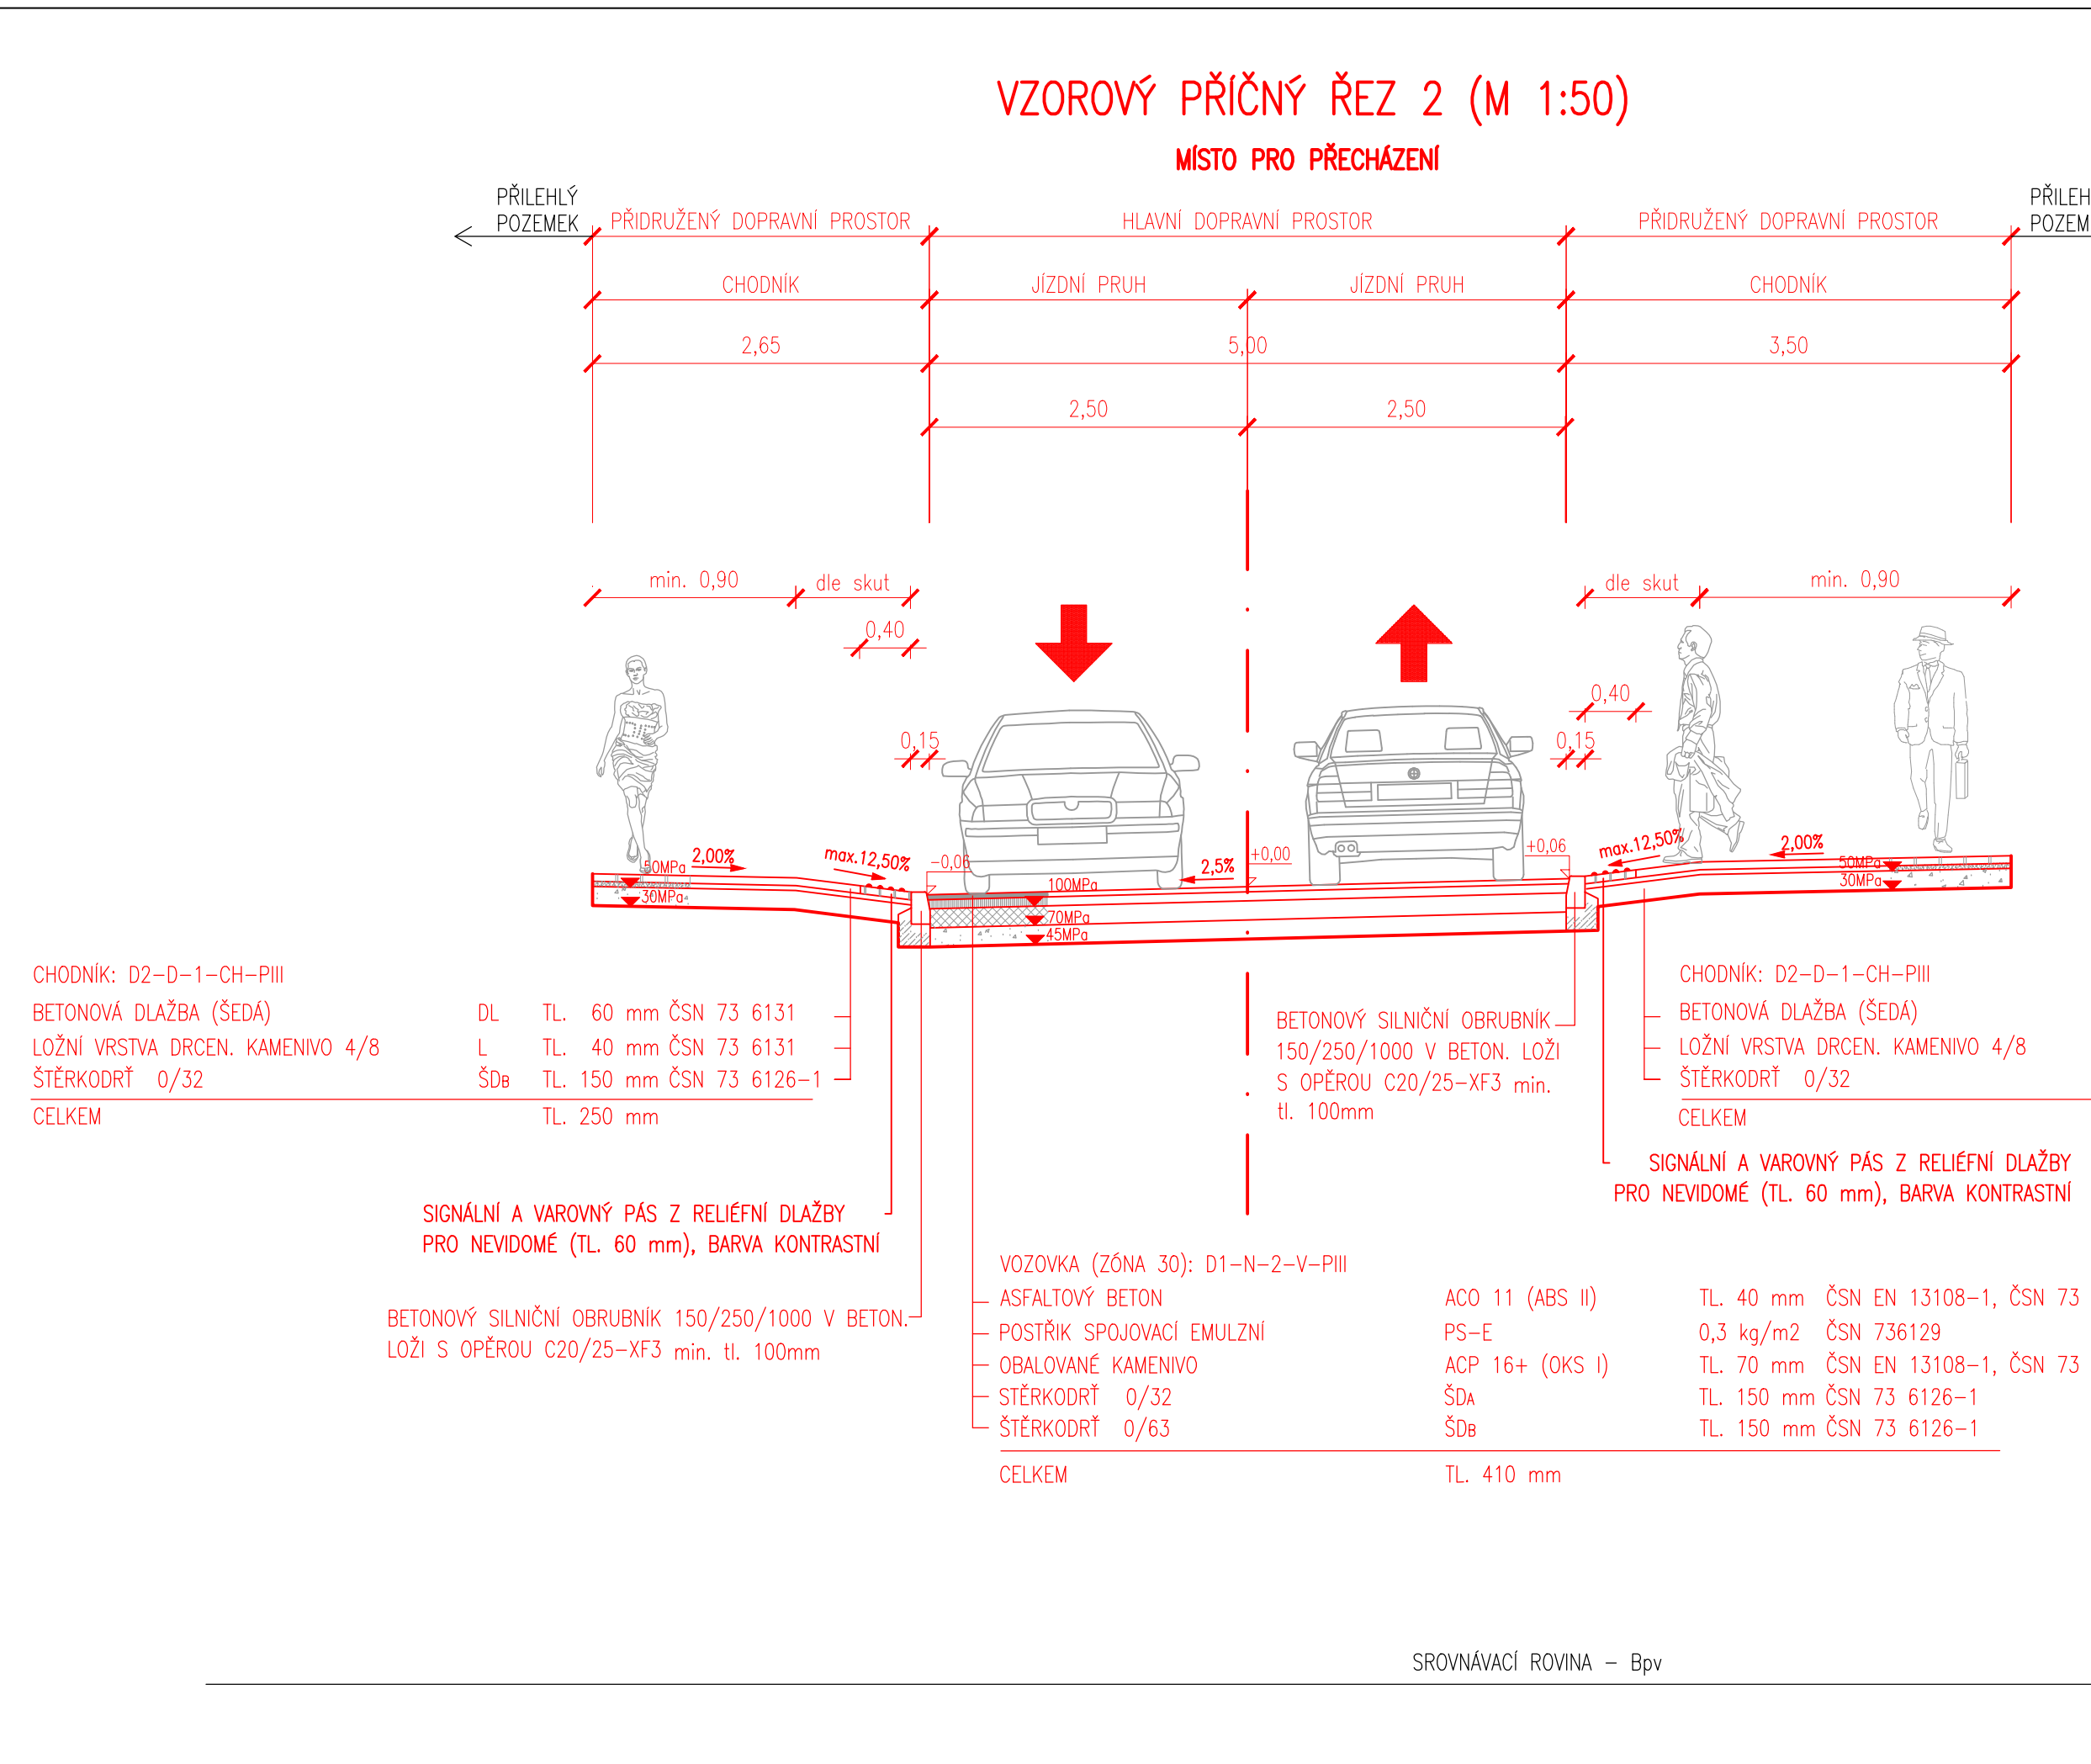 VZOROVÝ PŘÍČNÝ ŘEZ 2 (M 1:50)
MÍSTO PRO PŘECHÁZENÍ
PŘILEHLÝ
POZEMEK
PŘILEH
POZEM
PŘIDRUŽENÝ DOPRAVNÍ PROSTOR
HLAVNÍ DOPRAVNÍ PROSTOR
PŘIDRUŽENÝ DOPRAVNÍ PROSTOR
CHODNÍK
JÍZDNÍ PRUH
JÍZDNÍ PRUH
CHODNÍK
2,65
5,00
3,50
2,50
2,50
min. 0,90
dle skut
dle skut
min. 0,90
0,40
0,40
0,15
0,15
50MPa
2,00%
max.12,50%
-0,06
2,5%
+0,00
+0,06
max.12,50%
2,00%
50MPa
30MPa
30MPa
100MPa
70MPa
45MPa
CHODNÍK: D2-D-1-CH-PIII
BETONOVÁ DLAŽBA (ŠEDÁ) DL TL. 60 mm ČSN 73 6131
LOŽNÍ VRSTVA DRCEN. KAMENIVO 4/8 L TL. 40 mm ČSN 73 6131
ŠTĚRKODRŤ 0/32 ŠDB TL. 150 mm ČSN 73 6126-1
CELKEM TL. 250 mm
BETONOVÝ SILNIČNÍ OBRUBNÍK
150/250/1000 V BETON. LOŽI
S OPĚROU C20/25-XF3 min.
tl. 100mm
CHODNÍK: D2-D-1-CH-PIII
BETONOVÁ DLAŽBA (ŠEDÁ)
LOŽNÍ VRSTVA DRCEN. KAMENIVO 4/8
ŠTĚRKODRŤ 0/32
CELKEM
SIGNÁLNÍ A VAROVNÝ PÁS Z RELIÉFNÍ DLAŽBY
PRO NEVIDOMÉ (TL. 60 mm), BARVA KONTRASTNÍ
SIGNÁLNÍ A VAROVNÝ PÁS Z RELIÉFNÍ DLAŽBY
PRO NEVIDOMÉ (TL. 60 mm), BARVA KONTRASTNÍ
BETONOVÝ SILNIČNÍ OBRUBNÍK 150/250/1000 V BETON.
LOŽI S OPĚROU C20/25-XF3 min. tl. 100mm
VOZOVKA (ZÓNA 30): D1-N-2-V-PIII
ASFALTOVÝ BETON ACO 11 (ABS II) TL. 40 mm ČSN EN 13108-1, ČSN 73
POSTŘIK SPOJOVACÍ EMULZNÍ PS-E 0,3 kg/m2 ČSN 736129
OBALOVANÉ KAMENIVO ACP 16+ (OKS I) TL. 70 mm ČSN EN 13108-1, ČSN 73
STĚRKODRŤ 0/32 ŠDA TL. 150 mm ČSN 73 6126-1
ŠTĚRKODRŤ 0/63 ŠDB TL. 150 mm ČSN 73 6126-1
CELKEM TL. 410 mm
SROVNÁVACÍ ROVINA - Bpv